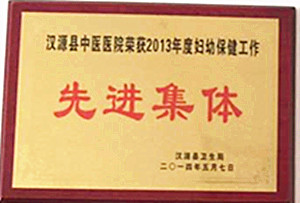 汉源县中医医院荣获2013年度妇幼保健工作
先进集体
汉源县卫生局
二〇一四年五月七日